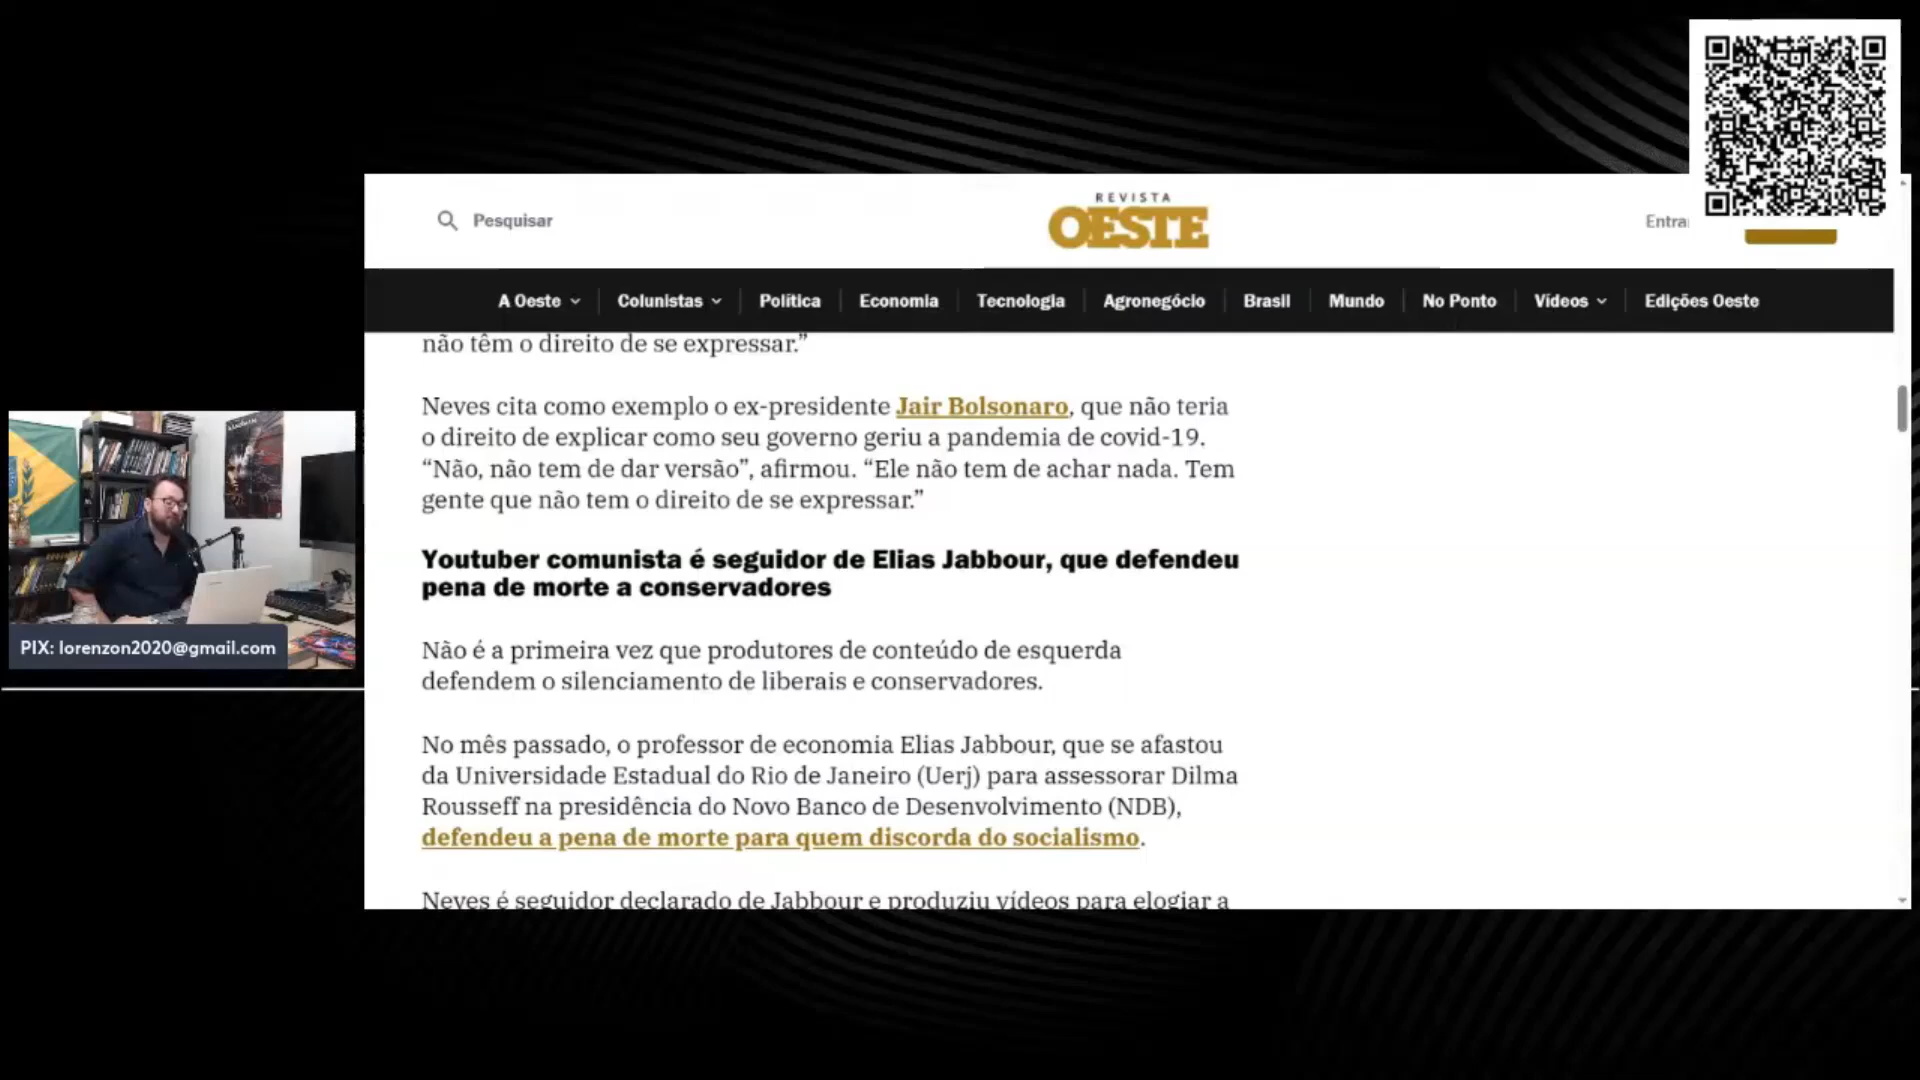 Pesquisar
REVISTA
OESTE
Entra
A Oeste
Colunistas
Política
Economia
Tecnologia
Agronegócio
Brasil
Mundo
No Ponto
Vídeos
Edições Oeste
não têm o direito de se expressar.”
Neves cita como exemplo o ex-presidente Jair Bolsonaro, que não teria
o direito de explicar como seu governo geriu a pandemia de covid-19.
“Não, não tem de dar versão”, afirmou. “Ele não tem de achar nada. Tem
gente que não tem o direito de se expressar.”
Youtuber comunista é seguidor de Elias Jabbour, que defendeu
pena de morte a conservadores
Não é a primeira vez que produtores de conteúdo de esquerda
defendem o silenciamento de liberais e conservadores.
No mês passado, o professor de economia Elias Jabbour, que se afastou
da Universidade Estadual do Rio de Janeiro (Uerj) para assessorar Dilma
Rousseff na presidência do Novo Banco de Desenvolvimento (NDB),
defendeu a pena de morte para quem discorda do socialismo.
Neves é seguidor declarado de Jabbour e produziu vídeos para elogiar a
PIX: lorenzon2020@gmail.com